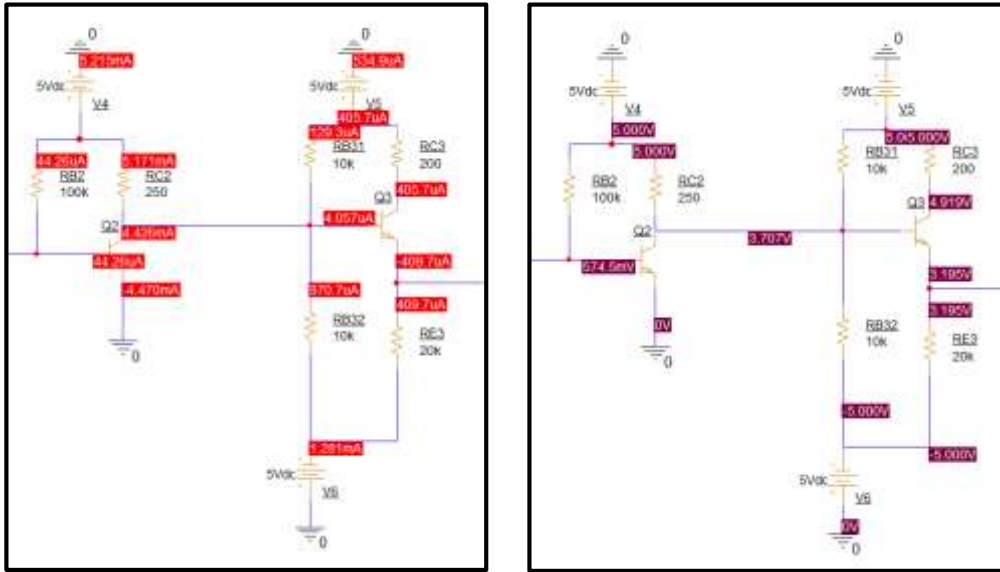 0
5.215mA
5Vdc
V4
44.26uA
5.171mA
RB2
100k
RC2
250
Q2
4.426mA
44.26uA
-4.470mA
0
0
534.9uA
5Vdc
V5
405.7uA
129.3uA
RB31
10k
RC3
200
405.7uA
Q3
4.057uA
-409.7uA
870.7uA
409.7uA
RB32
10k
RE3
20k
1.281mA
5Vdc
V6
0
0
5Vdc
V4
5.000V
5.000V
RB2
100k
RC2
250
Q2
674.5mV
3.707V
0V
0
0
5Vdc
V5
5.000V
RB31
10k
RC3
200
4.919V
Q3
3.195V
3.195V
RB32
10k
RE3
20k
-5.000V
-5.000V
5Vdc
V6
0V
0